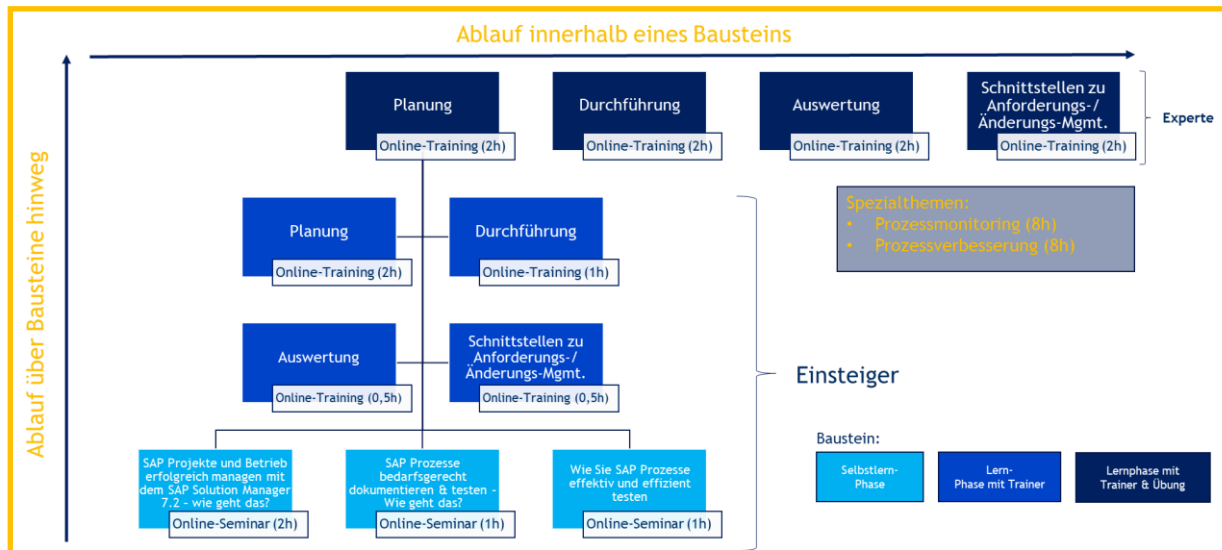 Ablauf innerhalb eines Bausteins
Ablauf über Bausteine hinweg
Planung
Online-Training (2h)
Durchführung
Online-Training (2h)
Auswertung
Online-Training (2h)
Schnittstellen zu
Anforderungs-/
Änderungs-Mgmt.
Online-Training (2h)
Experte
Planung
Online-Training (2h)
Durchführung
Online-Training (1h)
Spezialthemen:
• Prozessmonitoring (8h)
• Prozessverbesserung (8h)
Auswertung
Online-Training (0,5h)
Schnittstellen zu
Anforderungs-/
Änderungs-Mgmt.
Online-Training (0,5h)
Einsteiger
SAP Projekte und Betrieb
erfolgreich managen mit
dem SAP Solution Manager
7.2 – wie geht das?
Online-Seminar (2h)
SAP Prozesse
bedarfsgerecht
dokumentieren & testen –
Wie geht das?
Online-Seminar (1h)
Wie Sie SAP Prozesse
effektiv und effizient
testen
Online-Seminar (1h)
Baustein:
Selbstlern-
Phase
Lern-
Phase mit Trainer
Lernphase mit
Trainer & Übung